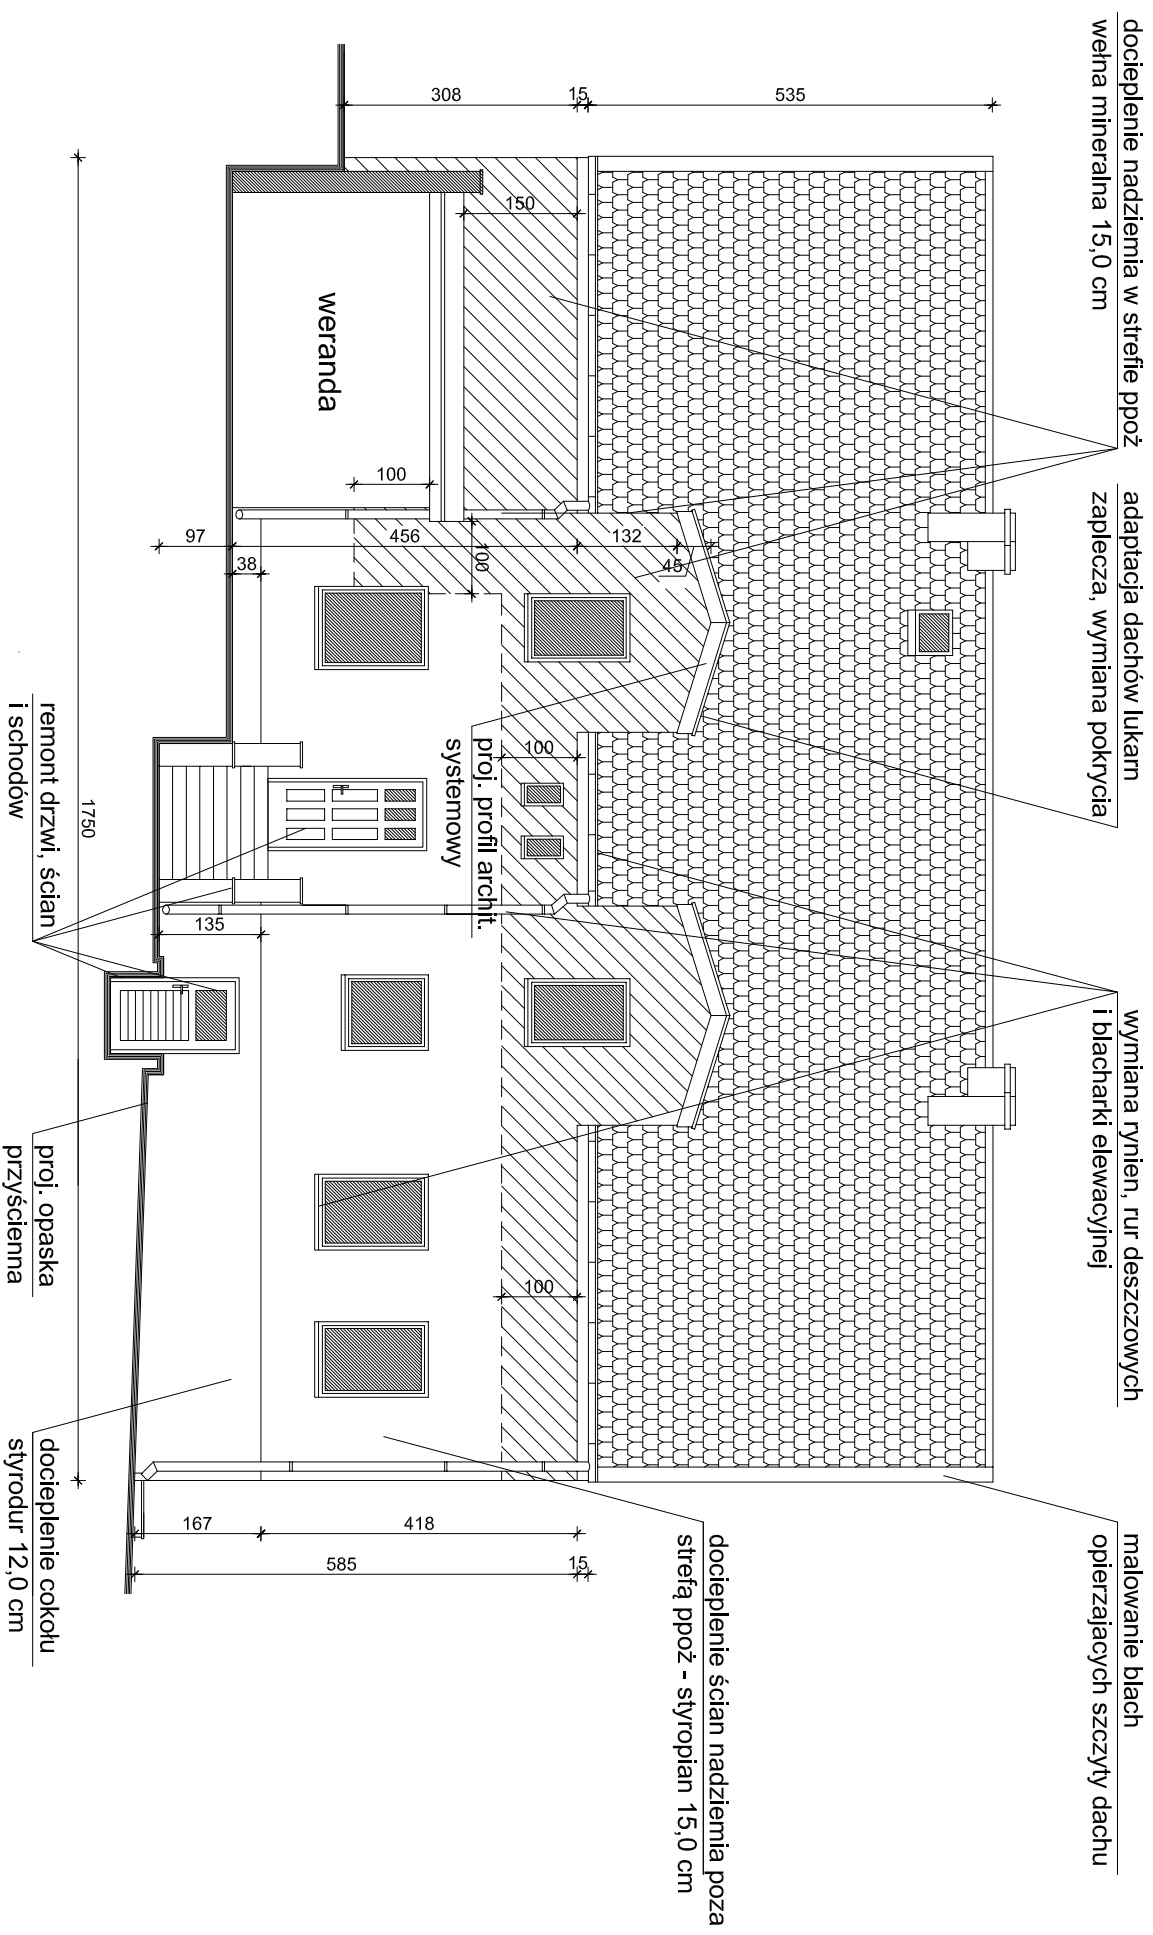 docieplenie nadziemia w strefie ppoż
wełna mineralna 15,0 cm
adaptacja dachów lukarn
zaplecza, wymiana pokrycia
wymiana rynien, rur deszczowych
i blacharki elewacyjnej
malowanie blach
opierzajacych szczyty dachu
535
15
308
150
weranda
100
132
45
456
100
97
38
100
proj. profil archit.
systemowy
135
100
418
167
15
585
docieplenie ścian nadziemia poza
strefą ppoż - styropian 15,0 cm
1750
remont drzwi, ścian
i schodów
proj. opaska
przyścienna
docieplenie cokołu
styrodur 12,0 cm